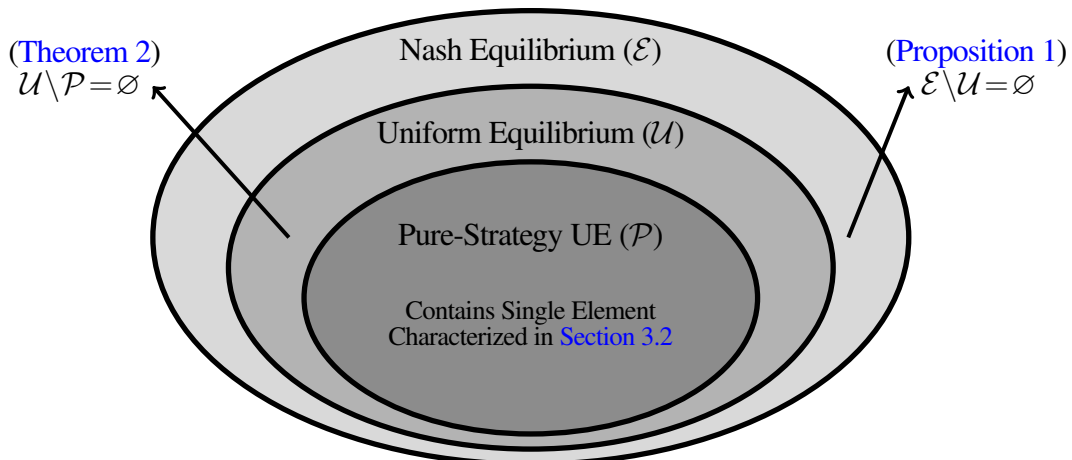 Nash Equilibrium (ℰ)
(Theorem 2)
𝒰\𝒫=∅
(Proposition 1)
ℰ\𝒰=∅
Uniform Equilibrium (𝒰)
Pure-Strategy UE (𝒫)
Contains Single Element
Characterized in Section 3.2